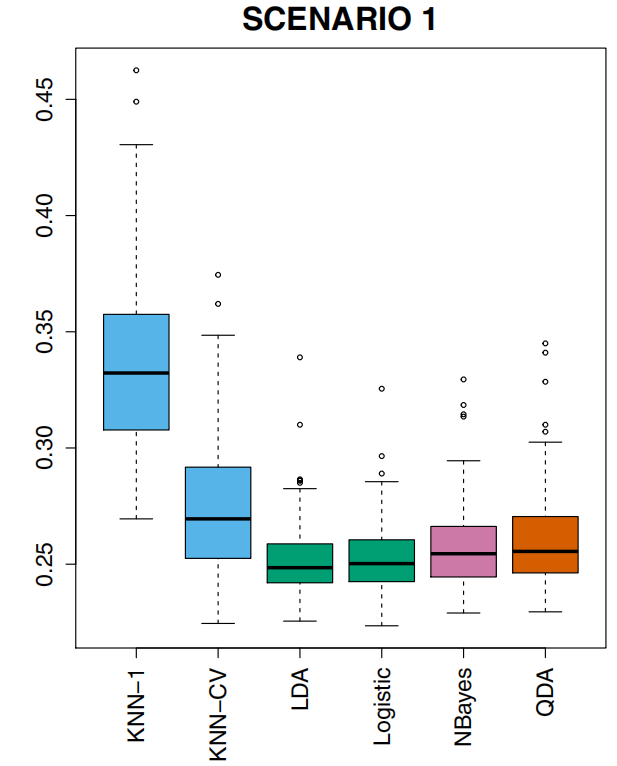 SCENARIO 1
0.45
0.40
0.35
0.30
0.25
KNN−1
KNN−CV
LDA
Logistic
NBayes
QDA